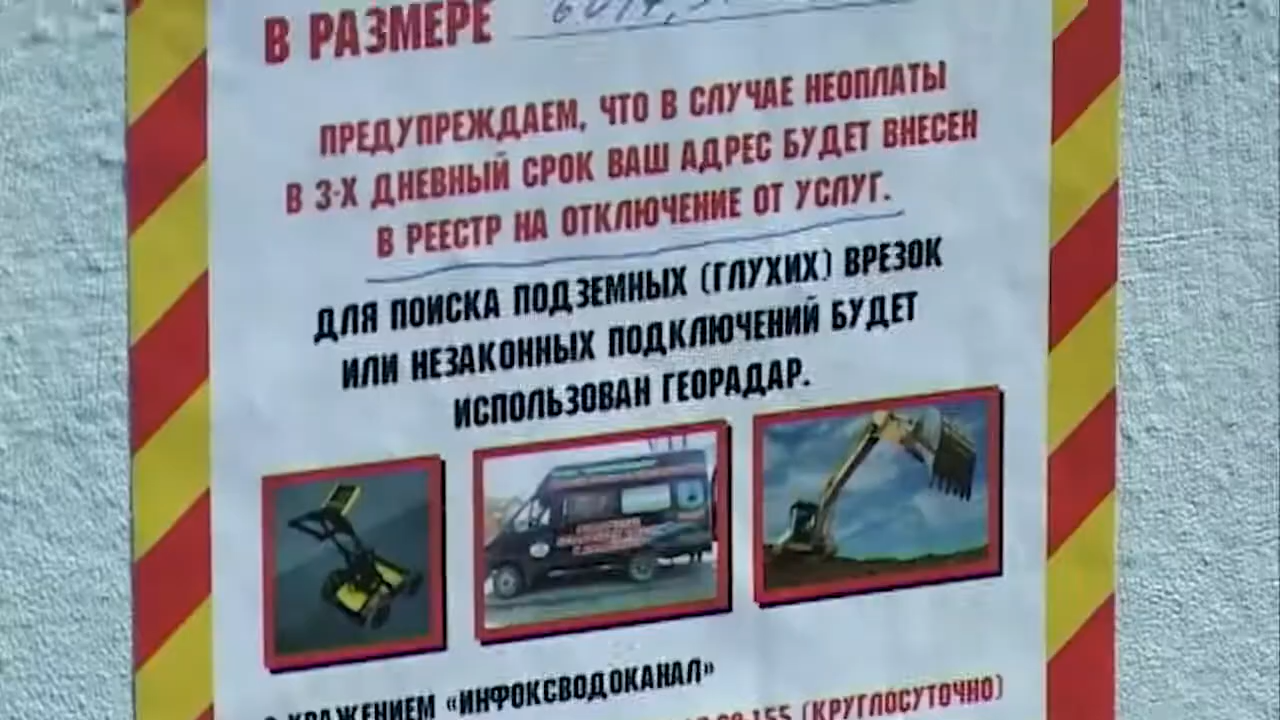 В РАЗМЕРЕ
ПРЕДУПРЕЖДАЕМ, ЧТО В СЛУЧАЕ НЕОПЛАТЫ
В 3-Х ДНЕВНЫЙ СРОК ВАШ АДРЕС БУДЕТ ВНЕСЕН
В РЕЕСТР НА ОТКЛЮЧЕНИЕ ОТ УСЛУГ.
ДЛЯ ПОИСКА ПОДЗЕМНЫХ (ГЛУХИХ) ВРЕЗОК
ИЛИ НЕЗАКОННЫХ ПОДКЛЮЧЕНИЙ БУДЕТ
ИСПОЛЬЗОВАН ГЕОРАДАР.
«ИНФОКСВОДОКАНАЛ»
155 (КРУГЛОСУТОЧНО)